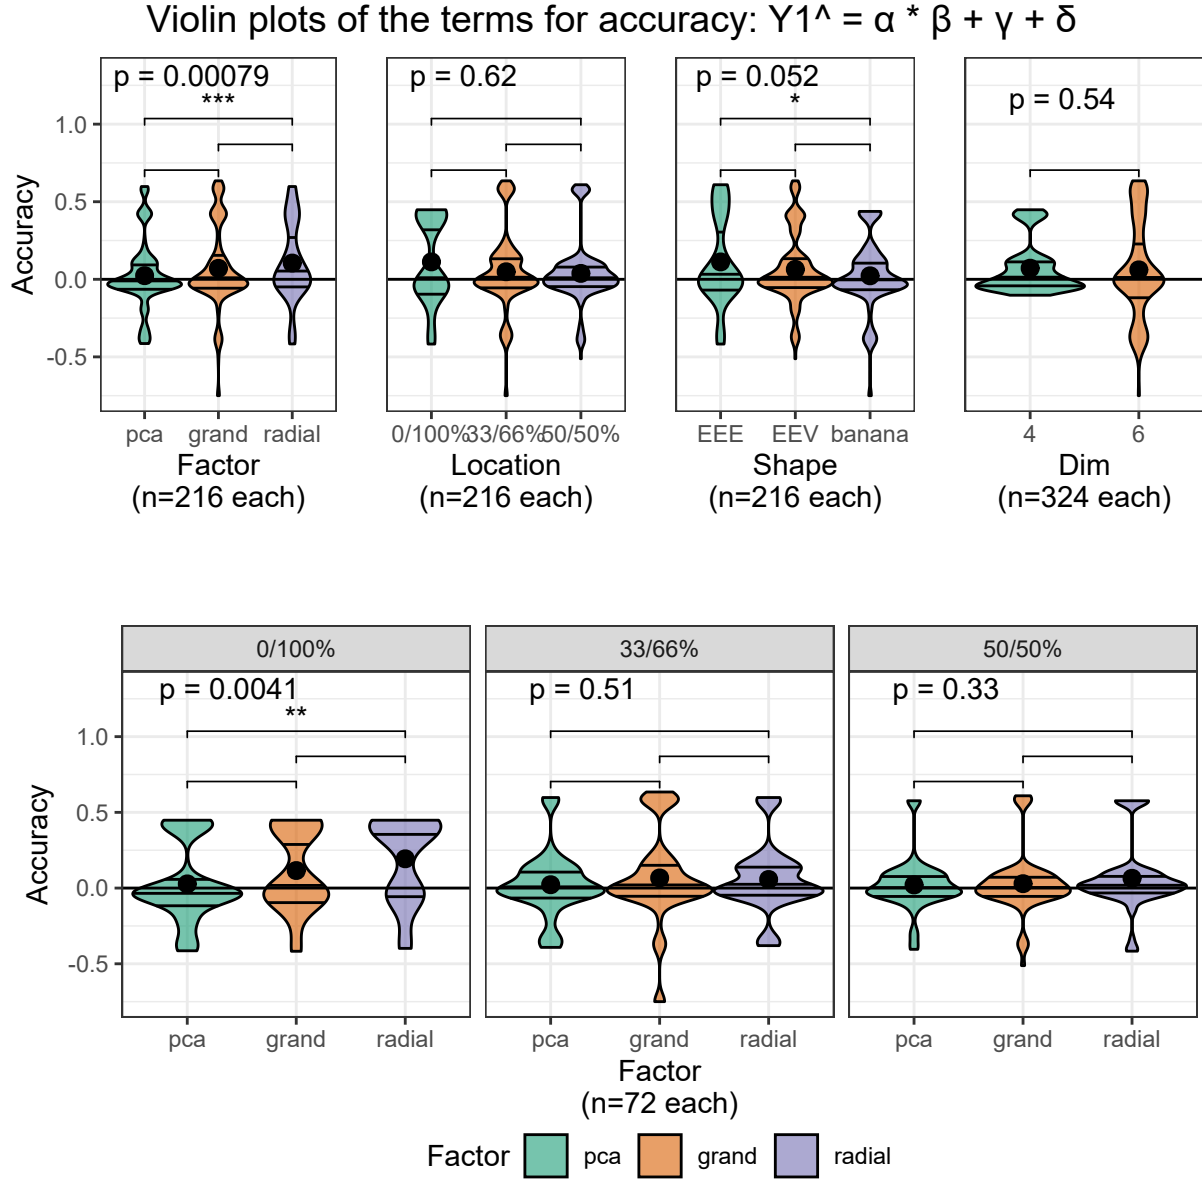 Violin plots of the terms for accuracy: Y1^ = α * β + γ + δ
p = 0.00079
***
p = 0.62
p = 0.052
*
p = 0.54
1.0
0.5
0.0
-0.5
Accuracy
pca grand radial
0/100% 33/66% 50/50%
EEE EEV banana
4 6
Factor
(n=216 each)
Location
(n=216 each)
Shape
(n=216 each)
Dim
(n=324 each)
0/100%
33/66%
50/50%
p = 0.0041
**
p = 0.51
p = 0.33
1.0
0.5
0.0
-0.5
Accuracy
pca grand radial
pca grand radial
pca grand radial
Factor
(n=72 each)
Factor pca grand radial